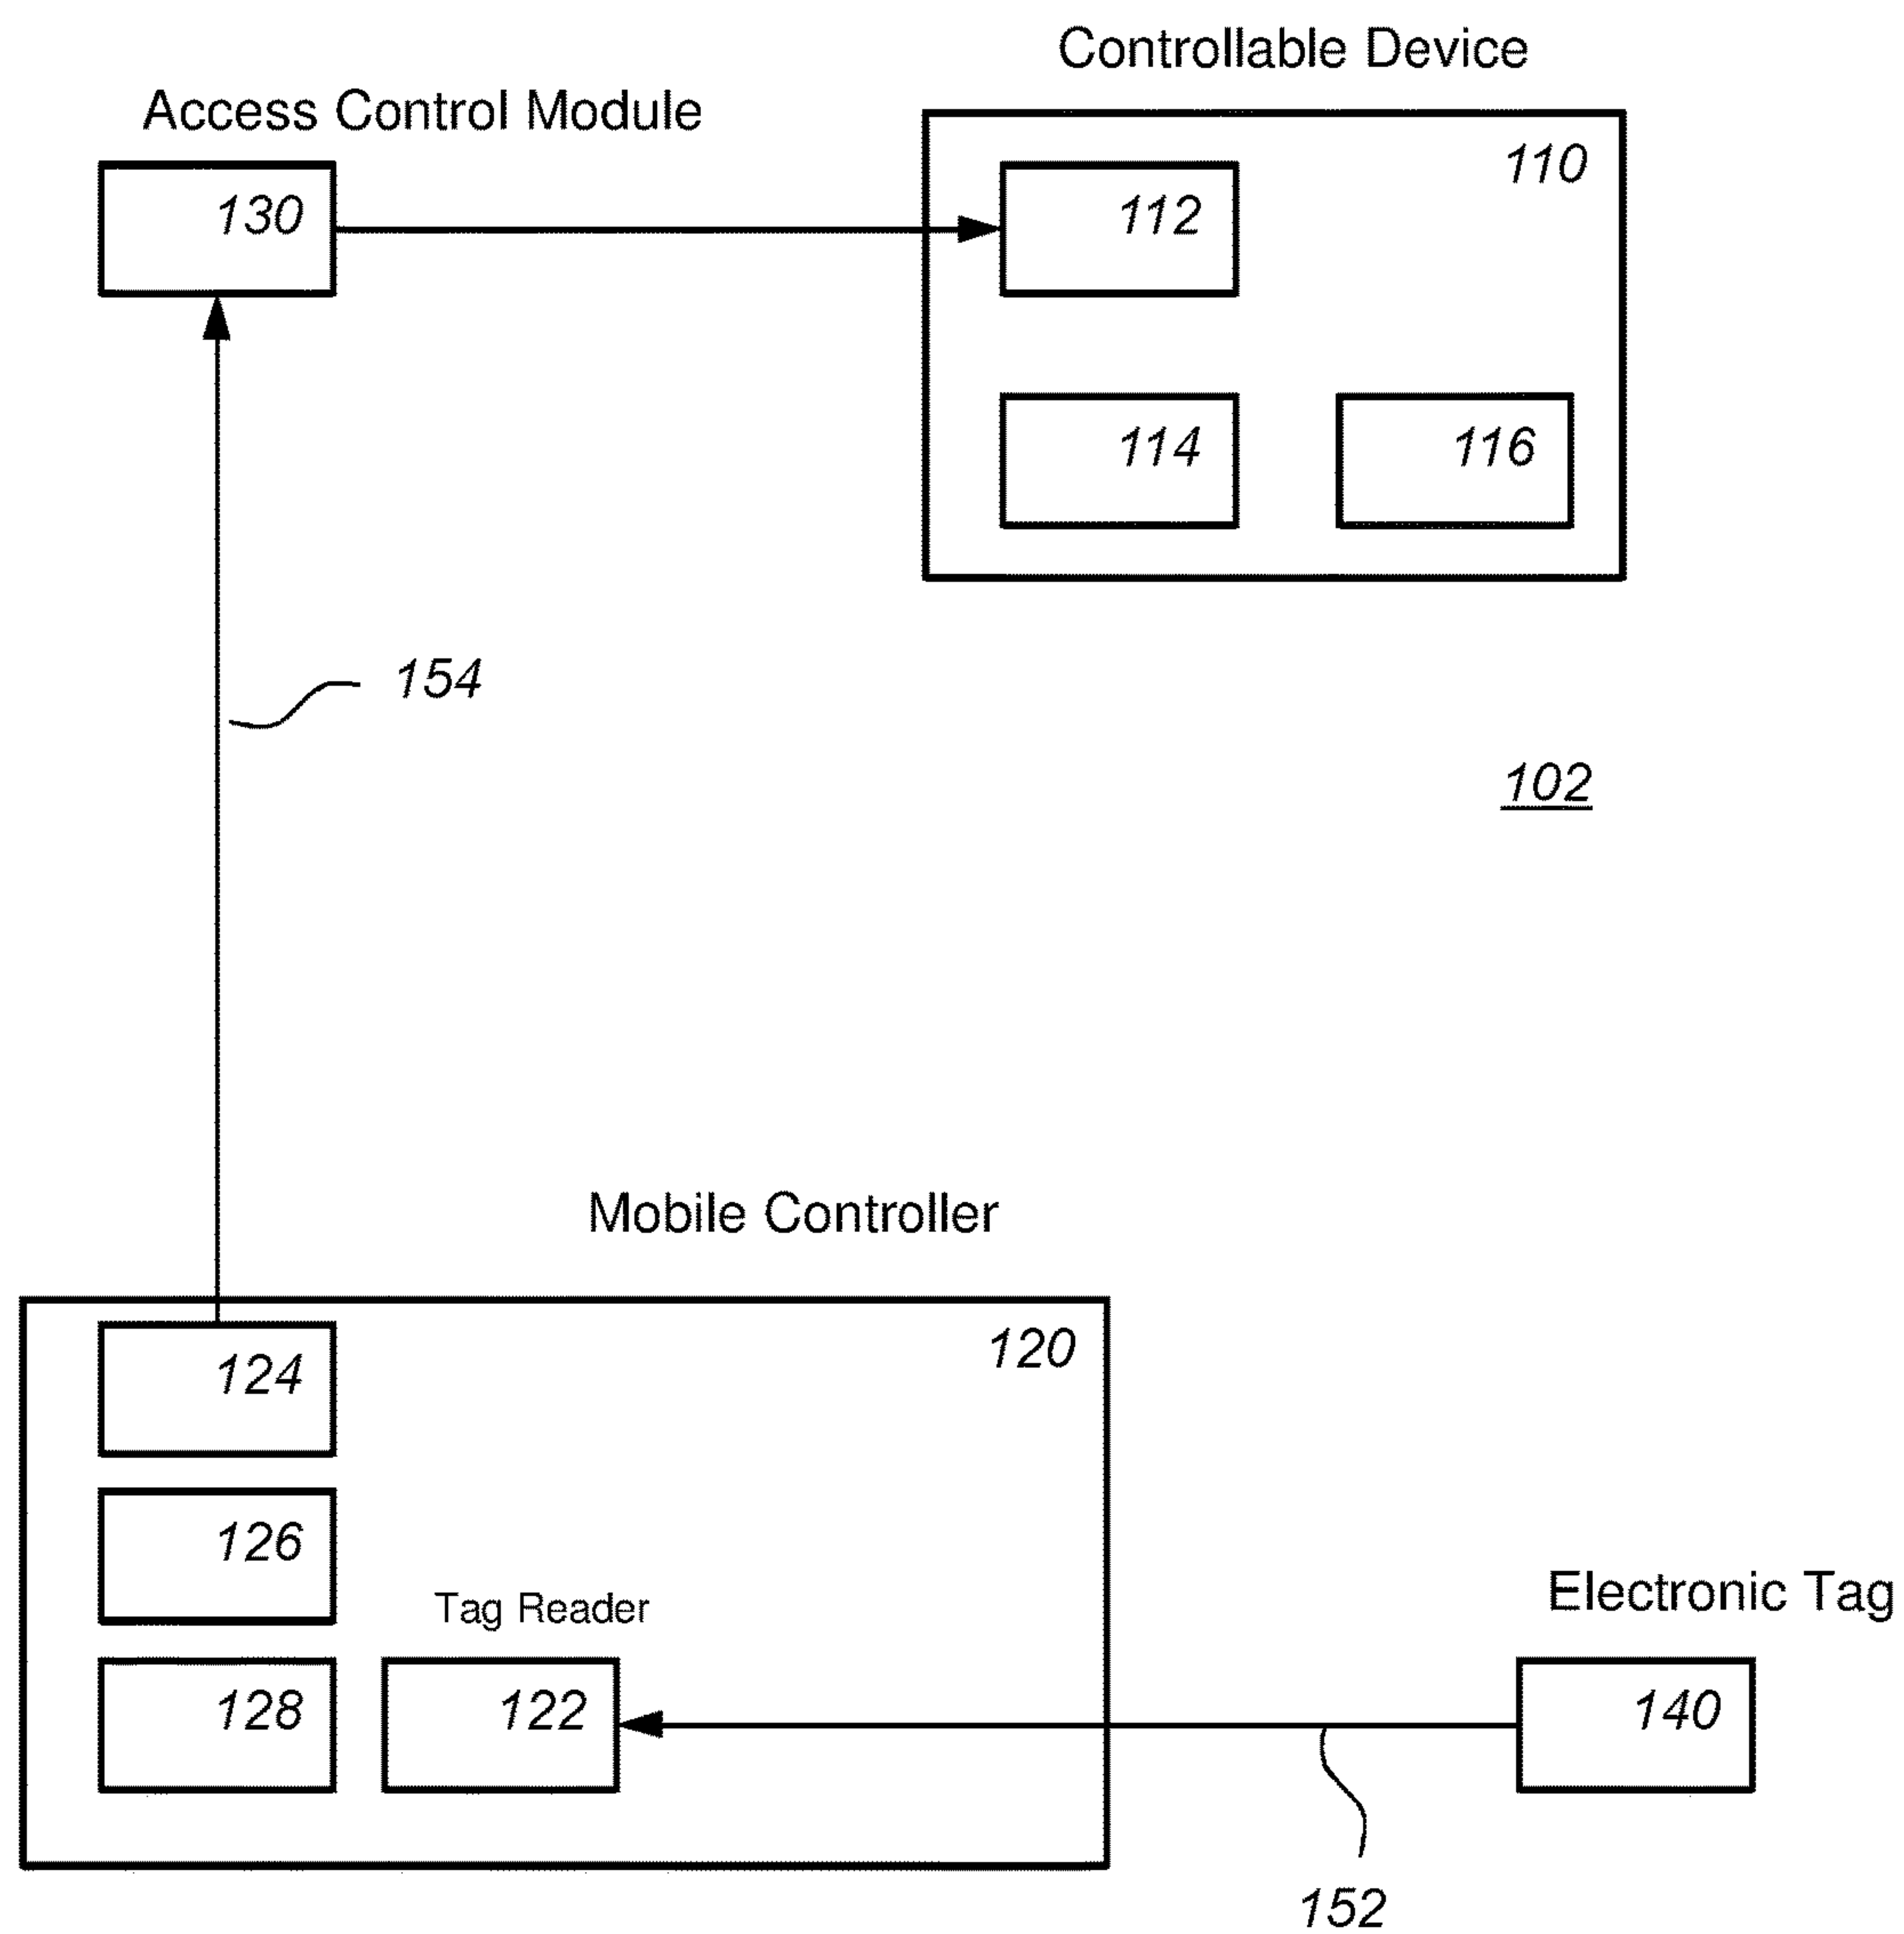 Controllable Device
Access Control Module
110
130
112
114
116
154
102
Mobile Controller
120
124
126
Tag Reader
Electronic Tag
128
122
140
152